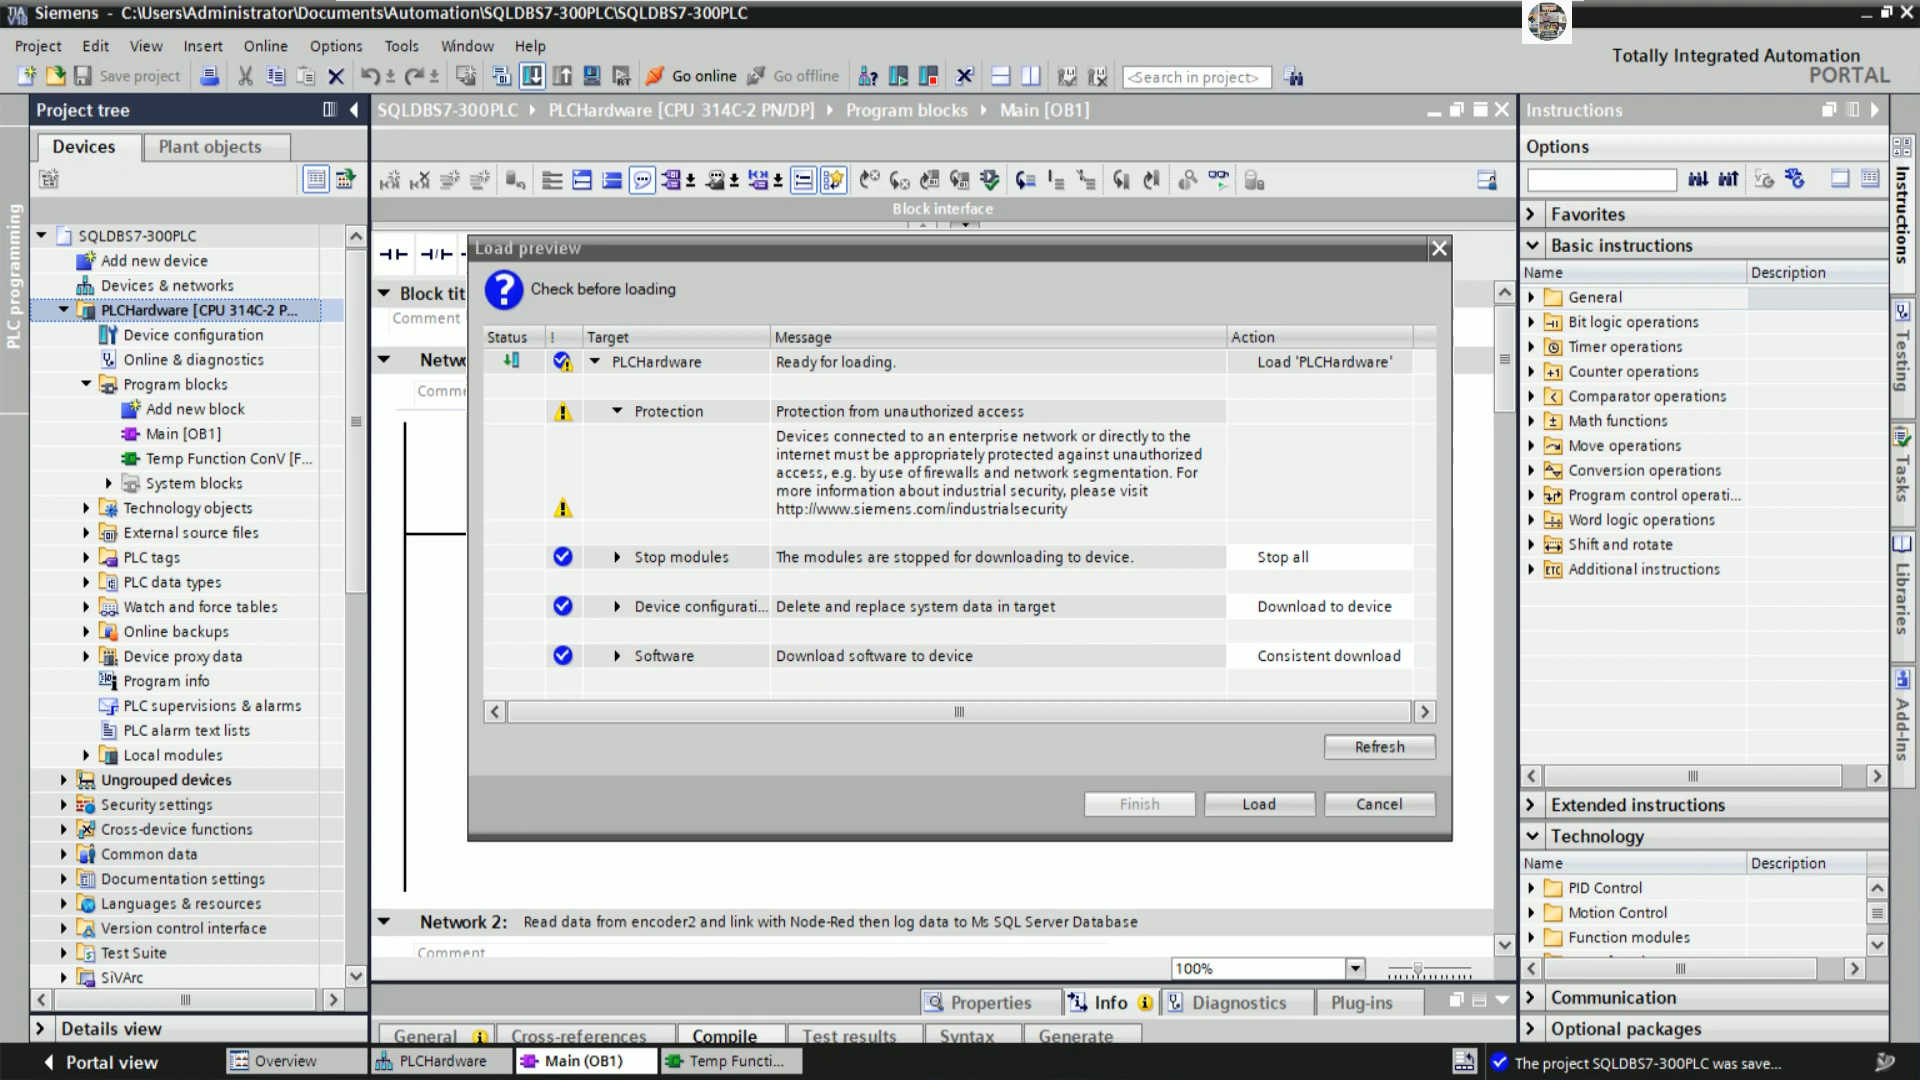 Siemens - C:\Users\Administrator\Documents\Automation\SQLDBS7-300PLC\SQLDBS7-300PLC
Project Edit View Insert Online Options Tools Window Help
Totally Integrated Automation
PORTAL
Save project
Go online
Go offline
<Search in project>
Project tree
SQLDBS7-300PLC
PLCHardware [CPU 314C-2 PN/DP]
Program blocks
Main [OB1]
Instructions
Devices
Plant objects
Options
Block interface
PLC programming
SQLDBS7-300PLC
Add new device
Devices & networks
PLCHardware [CPU 314C-2 P...
Device configuration
Online & diagnostics
Program blocks
Add new block
Main [OB1]
Temp Function ConV [F...
System blocks
Technology objects
External source files
PLC tags
PLC data types
Watch and force tables
Online backups
Device proxy data
Program info
PLC supervisions & alarms
PLC alarm text lists
Local modules
Ungrouped devices
Security settings
Cross-device functions
Common data
Documentation settings
Languages & resources
Version control interface
Test Suite
SiVArc
Details view
Block tit
Comment
Netw
Comme
Load preview
Check before loading
Status ! Target Message Action
PLCHardware Ready for loading. Load 'PLCHardware'
Protection Protection from unauthorized access
Devices connected to an enterprise network or directly to the
internet must be appropriately protected against unauthorized
access, e.g. by use of firewalls and network segmentation. For
more information about industrial security, please visit
http://www.siemens.com/industrialsecurity
Stop modules The modules are stopped for downloading to device. Stop all
Device configurati... Delete and replace system data in target Download to device
Software Download software to device Consistent download
Refresh
Finish Load Cancel
Network 2: Read data from encoder2 and link with Node-Red then log data to Ms SQL Server Database
Comment
100%
Properties Info Diagnostics Plug-ins
General Cross-references Compile Test results Syntax Generate
Favorites
Basic instructions
Name Description
General
Bit logic operations
Timer operations
Counter operations
Comparator operations
Math functions
Move operations
Conversion operations
Program control operati...
Word logic operations
Shift and rotate
Additional instructions
Extended instructions
Technology
Name Description
PID Control
Motion Control
Function modules
Communication
Optional packages
Instructions
Testing
Tasks
Libraries
Add-Ins
Portal view
Overview
PLCHardware
Main (OB1)
Temp Functi...
The project SQLDBS7-300PLC was save...